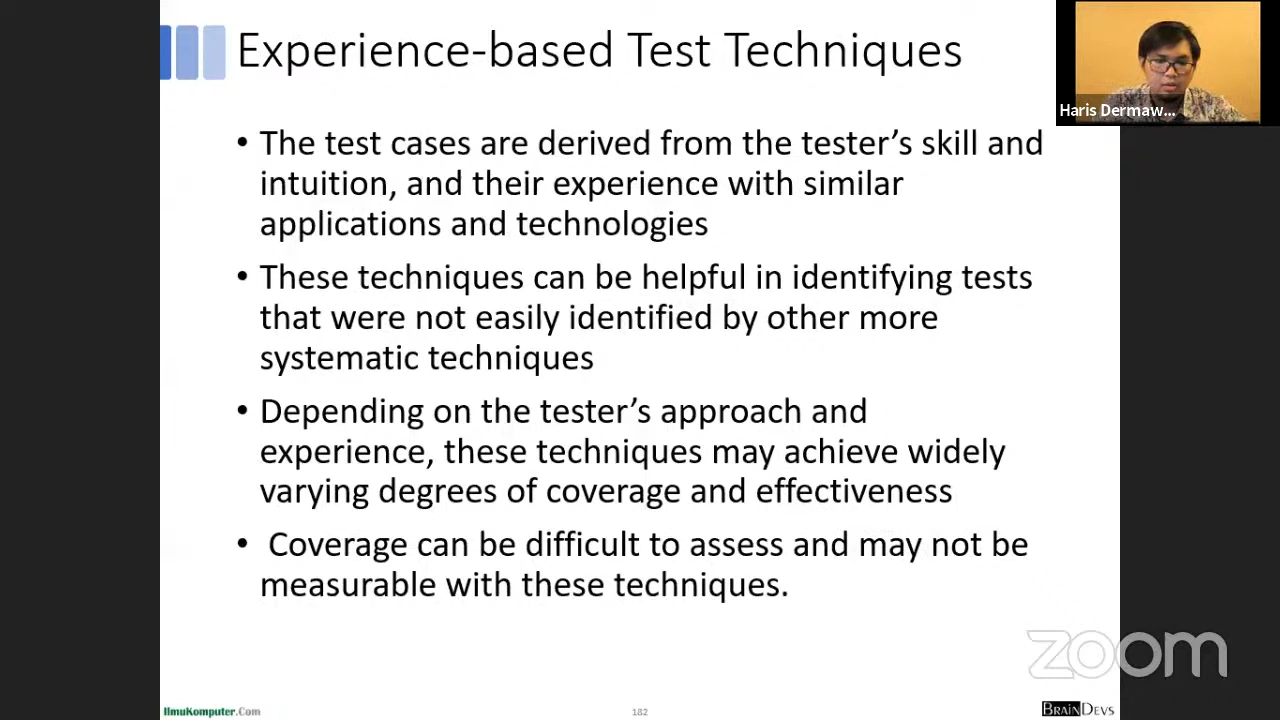 Experience-based Test Techniques
Haris Dermaw...
• The test cases are derived from the tester’s skill and
intuition, and their experience with similar
applications and technologies
• These techniques can be helpful in identifying tests
that were not easily identified by other more
systematic techniques
• Depending on the tester’s approach and
experience, these techniques may achieve widely
varying degrees of coverage and effectiveness
• Coverage can be difficult to assess and may not be
measurable with these techniques.
zoom
IlmuKomputer.Com
182
BRAINDEVS